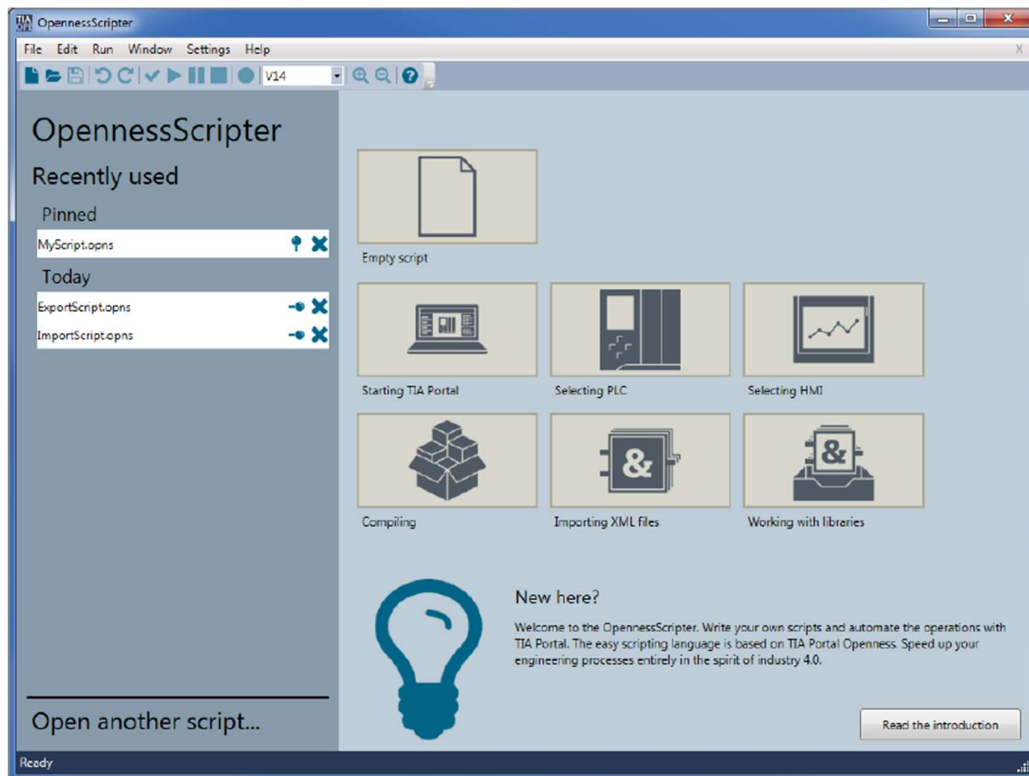 TIA
OPN
OpennessScripter
File Edit Run Window Settings Help
X
V14
OpennessScripter
Recently used
Pinned
MyScript.opns
Today
ExportScript.opns
ImportScript.opns
Open another script...
Empty script
Starting TIA Portal
Selecting PLC
Selecting HMI
&
&
Compiling
Importing XML files
Working with libraries
New here?
Welcome to the OpennessScripter. Write your own scripts and automate the operations with
TIA Portal. The easy scripting language is based on TIA Portal Openness. Speed up your
engineering processes entirely in the spirit of industry 4.0.
Read the introduction
Ready